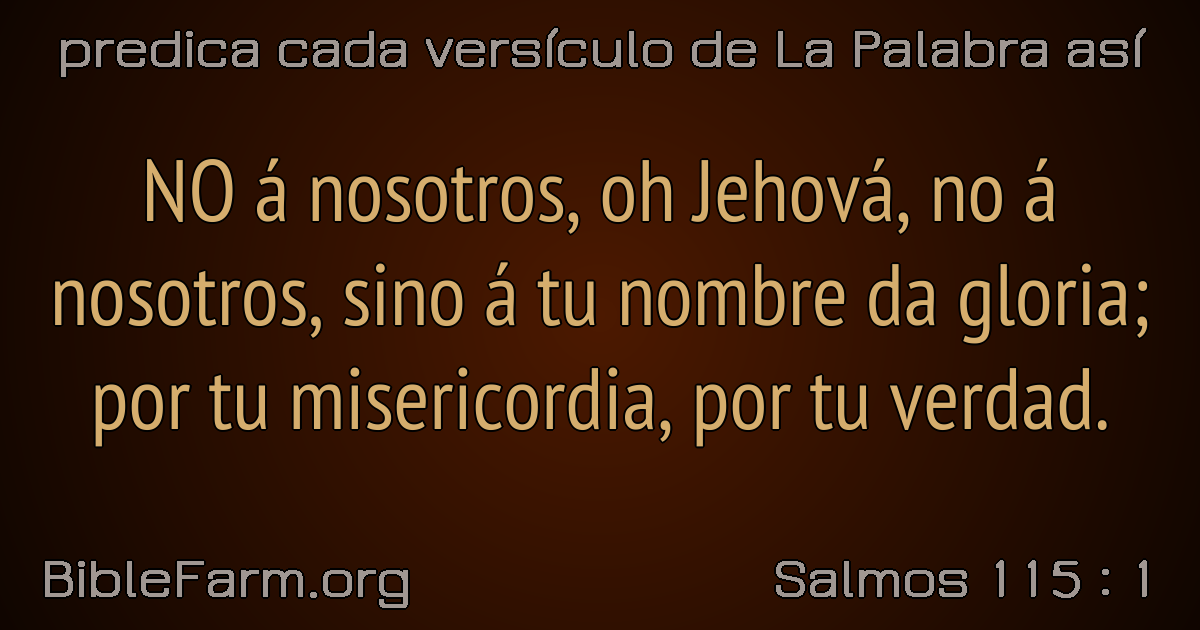 predica cada versículo de La Palabra así
NO á nosotros, oh Jehová, no á
nosotros, sino á tu nombre da gloria;
por tu misericordia, por tu verdad.
BibleFarm.org
Salmos 115 : 1